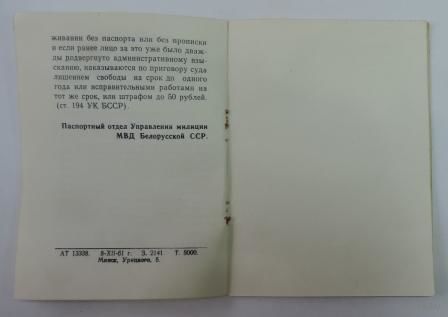 живании без паспорта или без прописки
и если ранее лицо за это уже было дваж-
ды подвергнуто административному взы-
сканию, наказываются по приговору суда
лишением свободы на срок до одного
года или исправительными работами на
тот же срок, или штрафом до 50 рублей.
(ст. 194 УК БССР).
Паспортный отдел Управления милиции
МВД Белорусской ССР.
АТ 13338. 8-XII-61 г. З. 2141. Т. 5000.
Минск, Урицкого, 5.